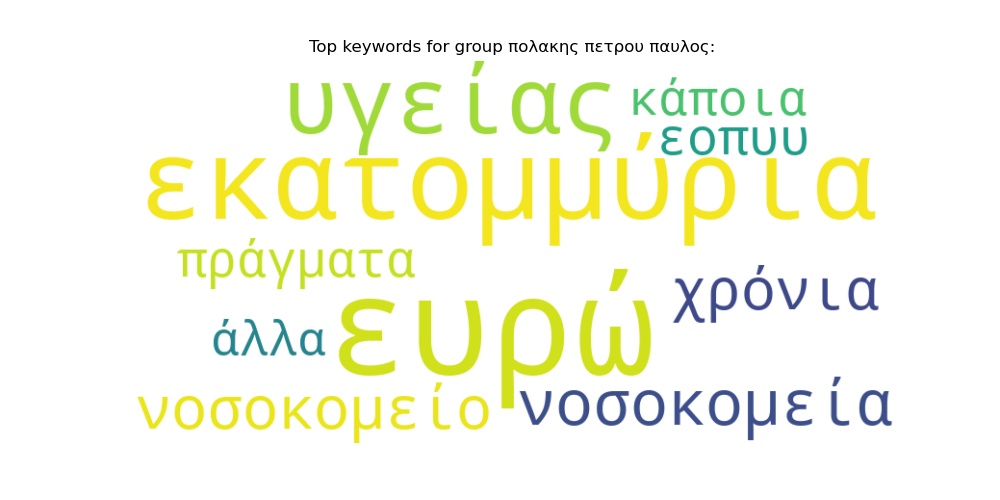 Top keywords for group πολακης πετρου παυλος:
υγείας κάποια
εοπυυ
εκατομμύρια
πράγματα
ευρώ χρόνια
άλλα
νοσοκομείο νοσοκομεία